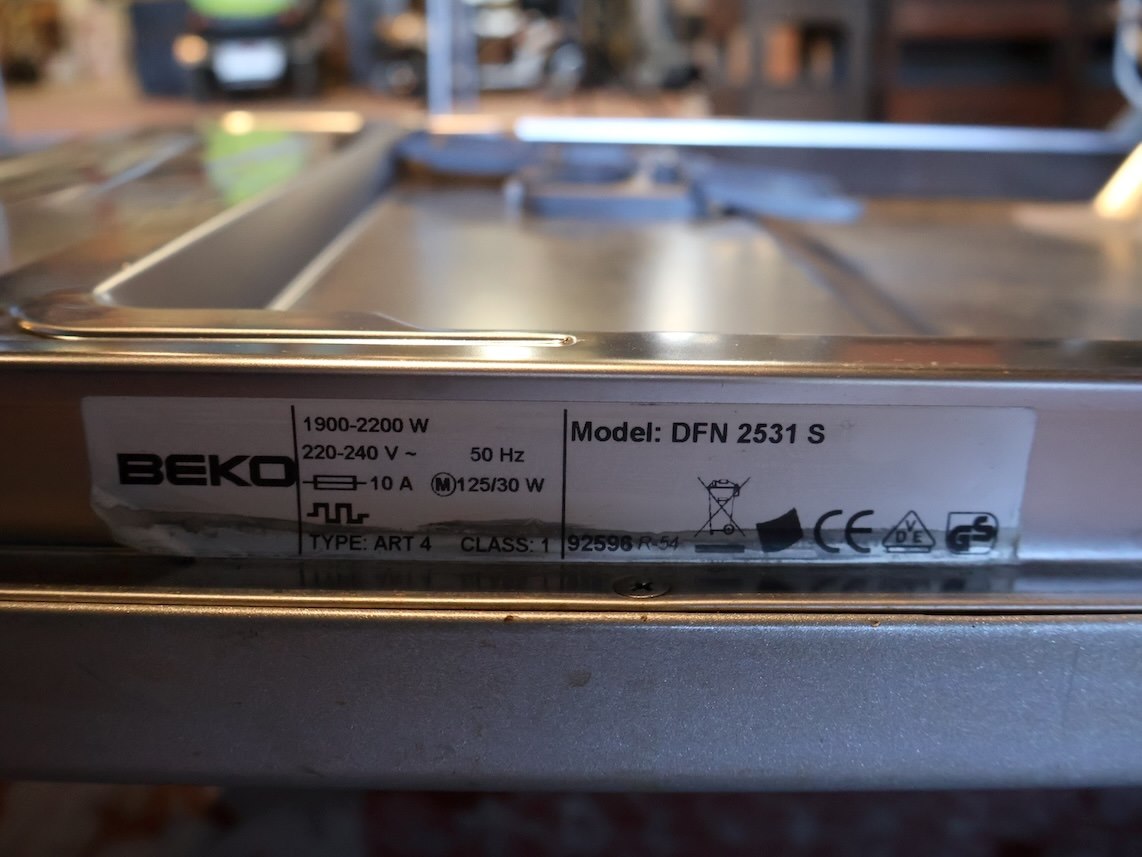 BEKO
1900-2200 W
220-240 V ~ 50 Hz
10 A M 125/30 W
TYPE: ART 4 CLASS: 1
Model: DFN 2531 S
92596 R-54
CE
VDE
GS